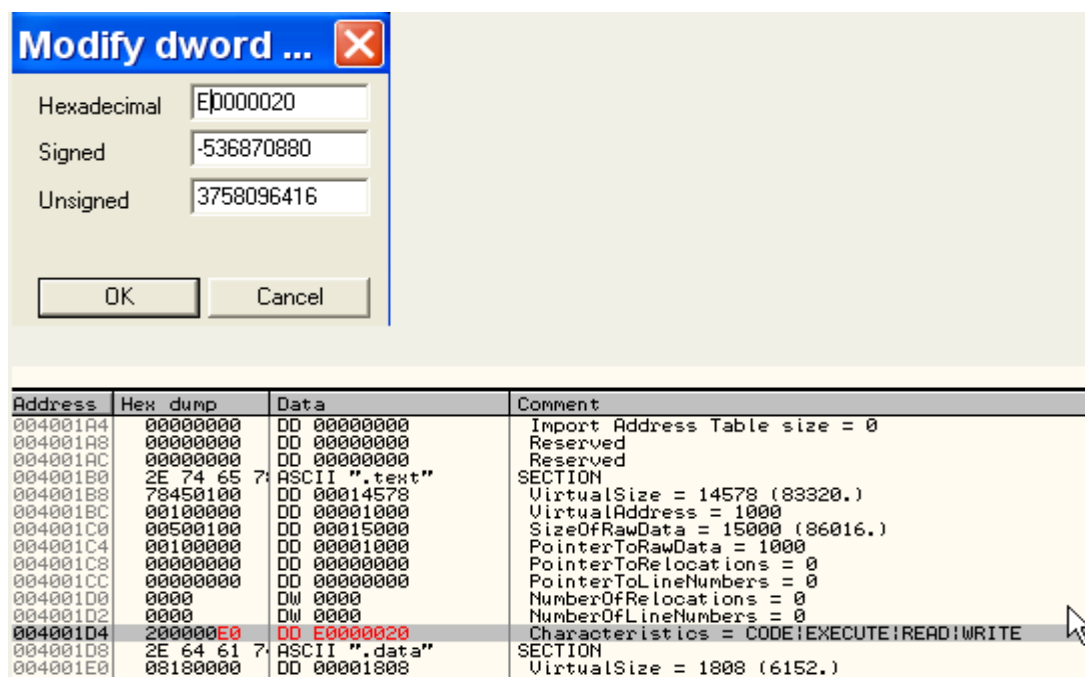 Modify dword ...
Hexadecimal E0000020
Signed -536870880
Unsigned 3758096416
OK Cancel
Address Hex dump Data Comment
004001A4 00000000 DD 00000000 Import Address Table size = 0
004001A8 00000000 DD 00000000 Reserved
004001AC 00000000 DD 00000000 Reserved
004001B0 2E 74 65 7 ASCII ".text" SECTION
004001B8 78450100 DD 00014578 VirtualSize = 14578 (83320.)
004001BC 00100000 DD 00001000 VirtualAddress = 1000
004001C0 00500100 DD 00015000 SizeOfRawData = 15000 (86016.)
004001C4 00100000 DD 00001000 PointerToRawData = 1000
004001C8 00000000 DD 00000000 PointerToRelocations = 0
004001CC 00000000 DD 00000000 PointerToLineNumbers = 0
004001D0 0000 DW 0000 NumberOfRelocations = 0
004001D2 0000 DW 0000 NumberOfLineNumbers = 0
004001D4 200000E0 DD E0000020 Characteristics = CODE|EXECUTE|READ|WRITE
004001D8 2E 64 61 7 ASCII ".data" SECTION
004001E0 08180000 DD 00001808 VirtualSize = 1808 (6152.)